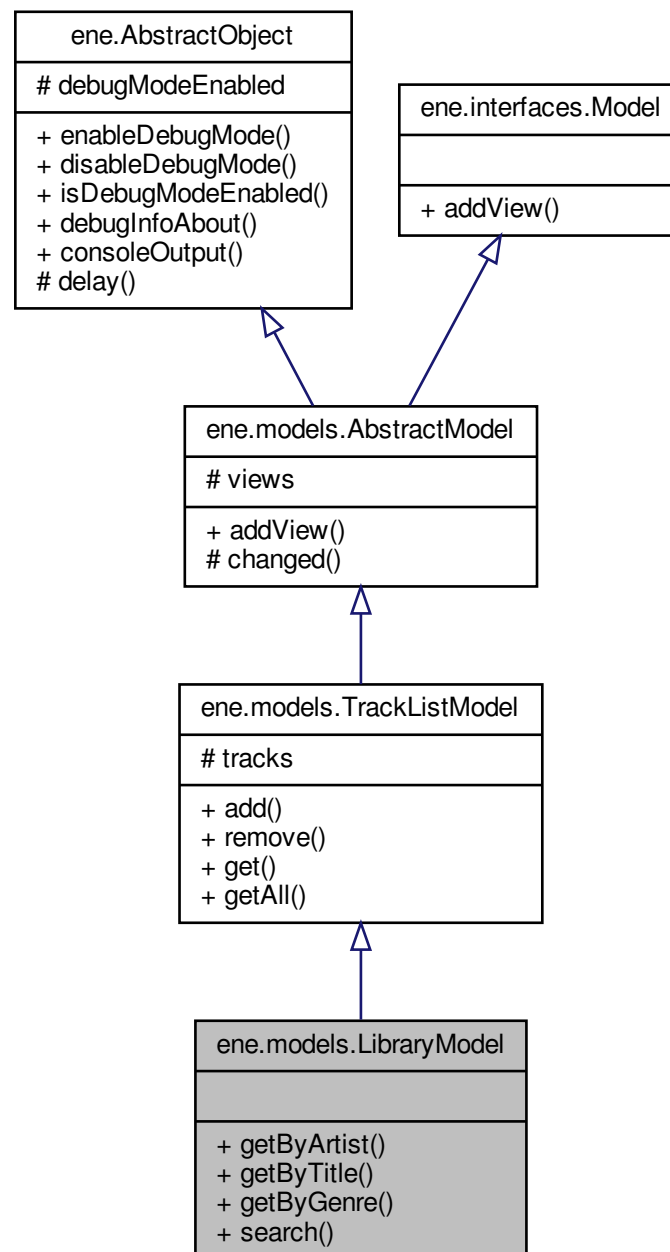 ene.AbstractObject
# debugModeEnabled
+ enableDebugMode()
+ disableDebugMode()
+ isDebugModeEnabled()
+ debugInfoAbout()
+ consoleOutput()
# delay()
ene.interfaces.Model
+ addView()
ene.models.AbstractModel
# views
+ addView()
# changed()
ene.models.TrackListModel
# tracks
+ add()
+ remove()
+ get()
+ getAll()
ene.models.LibraryModel
+ getByArtist()
+ getByTitle()
+ getByGenre()
+ search()